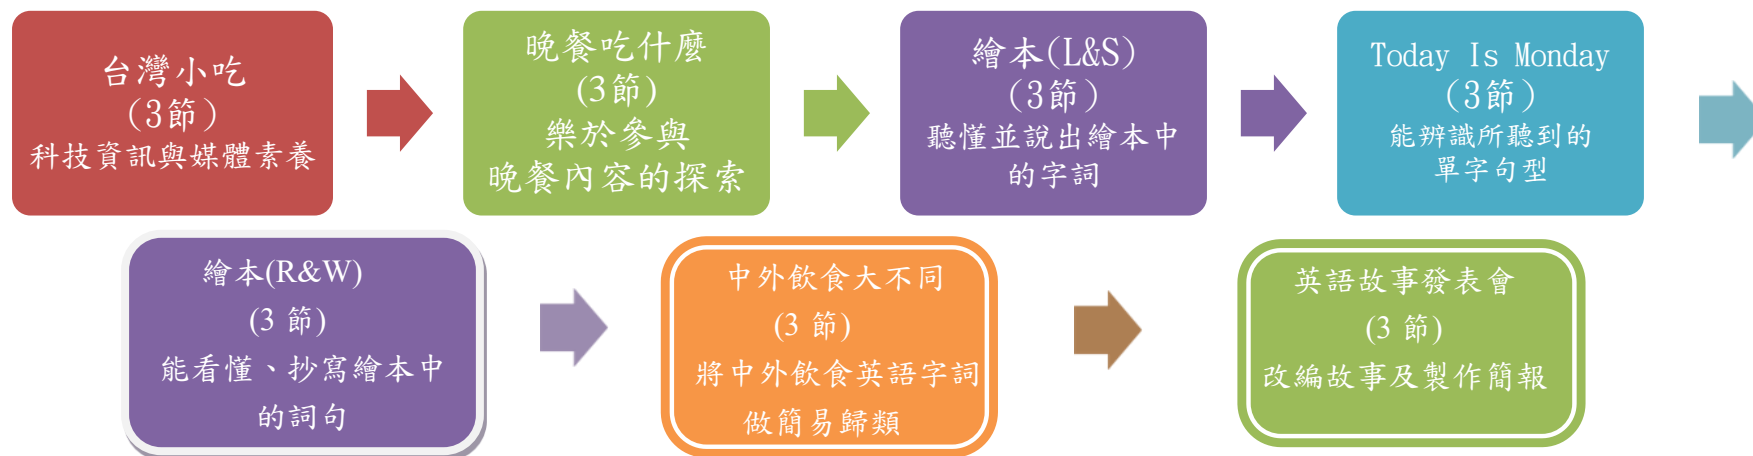 台灣小吃
(3節)
科技資訊與媒體素養
晚餐吃什麼
(3節)
樂於參與
晚餐內容的探索
繪本(L&S)
(3節)
聽懂並說出繪本中
的字詞
Today Is Monday
(3節)
能辨識所聽到的
單字句型
繪本(R&W)
(3 節)
能看懂、抄寫繪本中
的詞句
中外飲食大不同
(3 節)
將中外飲食英語字詞
做簡易歸類
英語故事發表會
(3 節)
改編故事及製作簡報